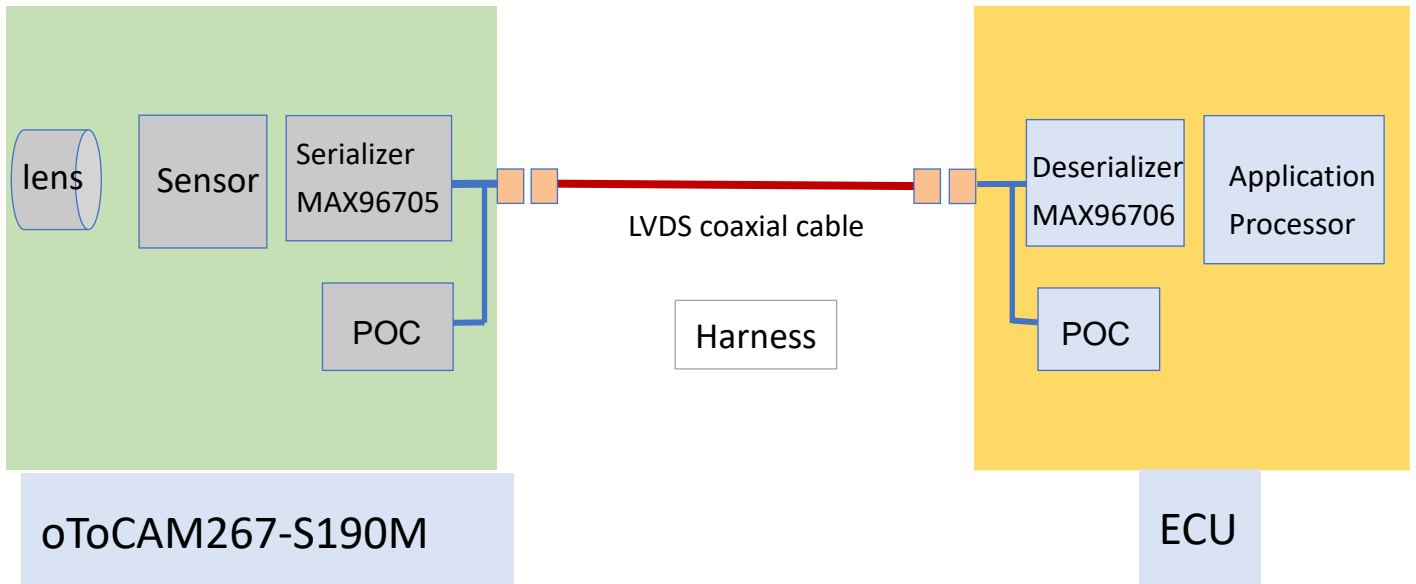 lens
Sensor
Serializer
MAX96705
POC
LVDS coaxial cable
Harness
Deserializer
MAX96706
Application
Processor
POC
oToCAM267-S190M
ECU